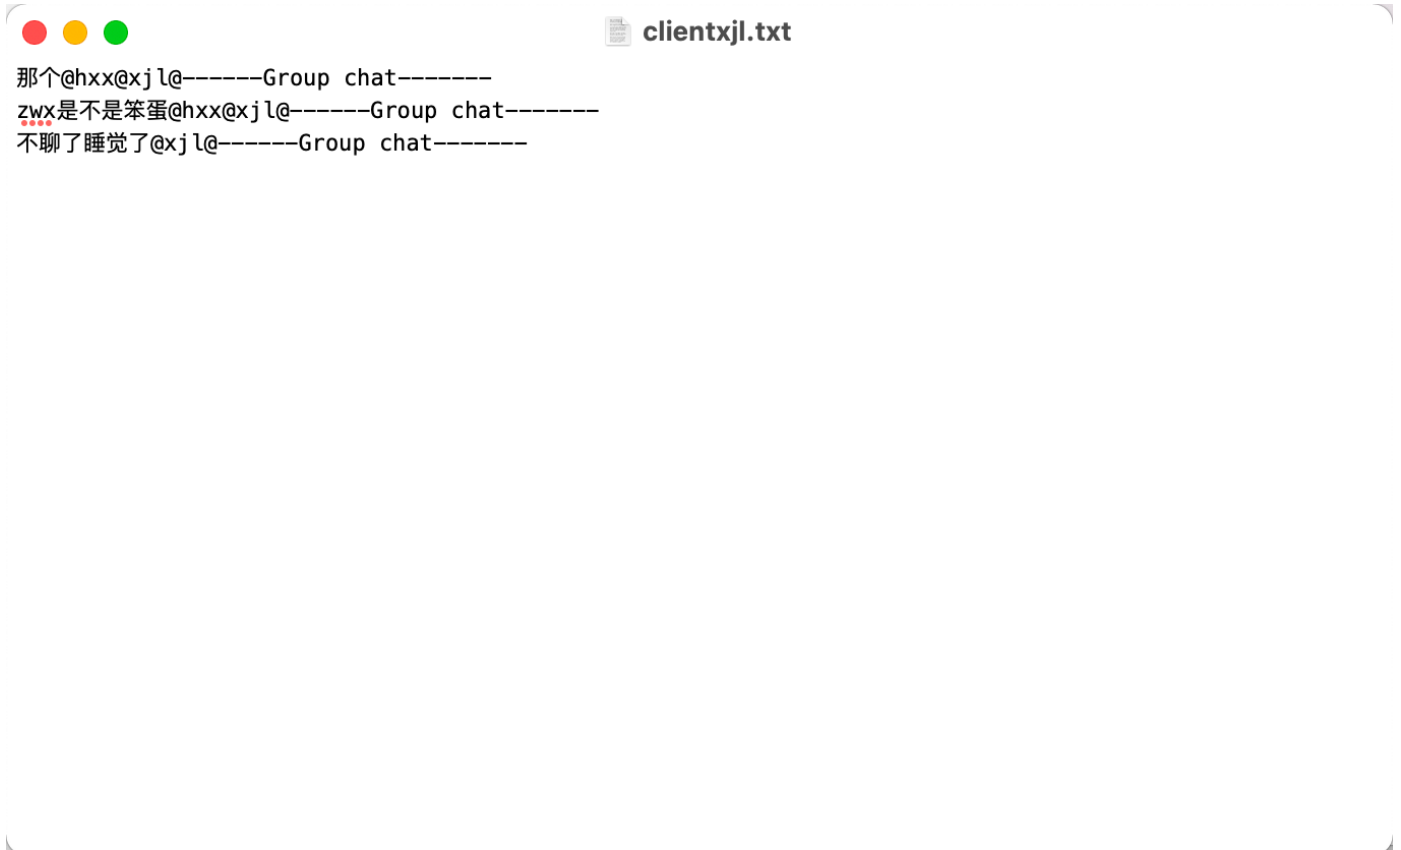 clientxjl.txt
那个@hxx@xjl@------Group chat-------
zwx是不是笨蛋@hxx@xjl@------Group chat-------
不聊了睡觉了@xjl@------Group chat-------